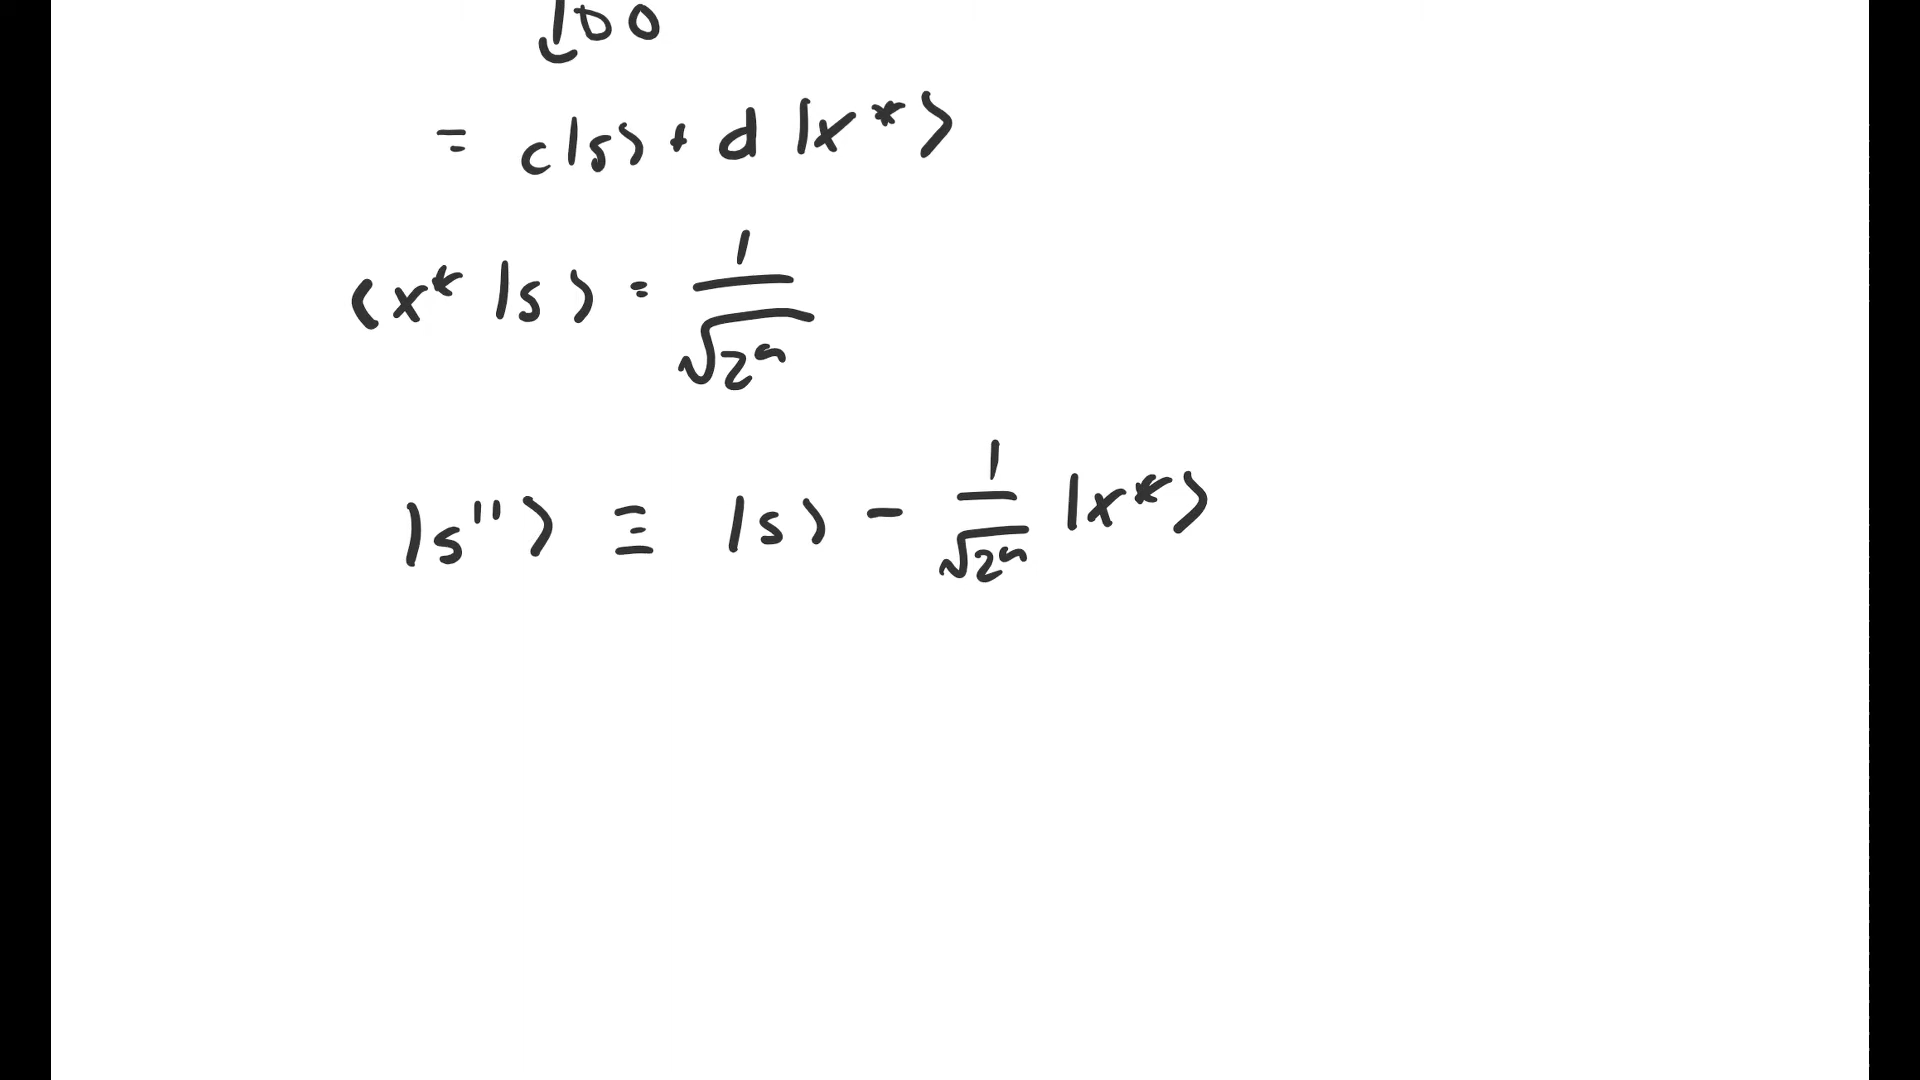 = c|s⟩ + d |x*⟩
⟨x* |s⟩ = 1/√2ⁿ
|s''⟩ ≡ |s⟩ - 1/√2ⁿ |x*⟩